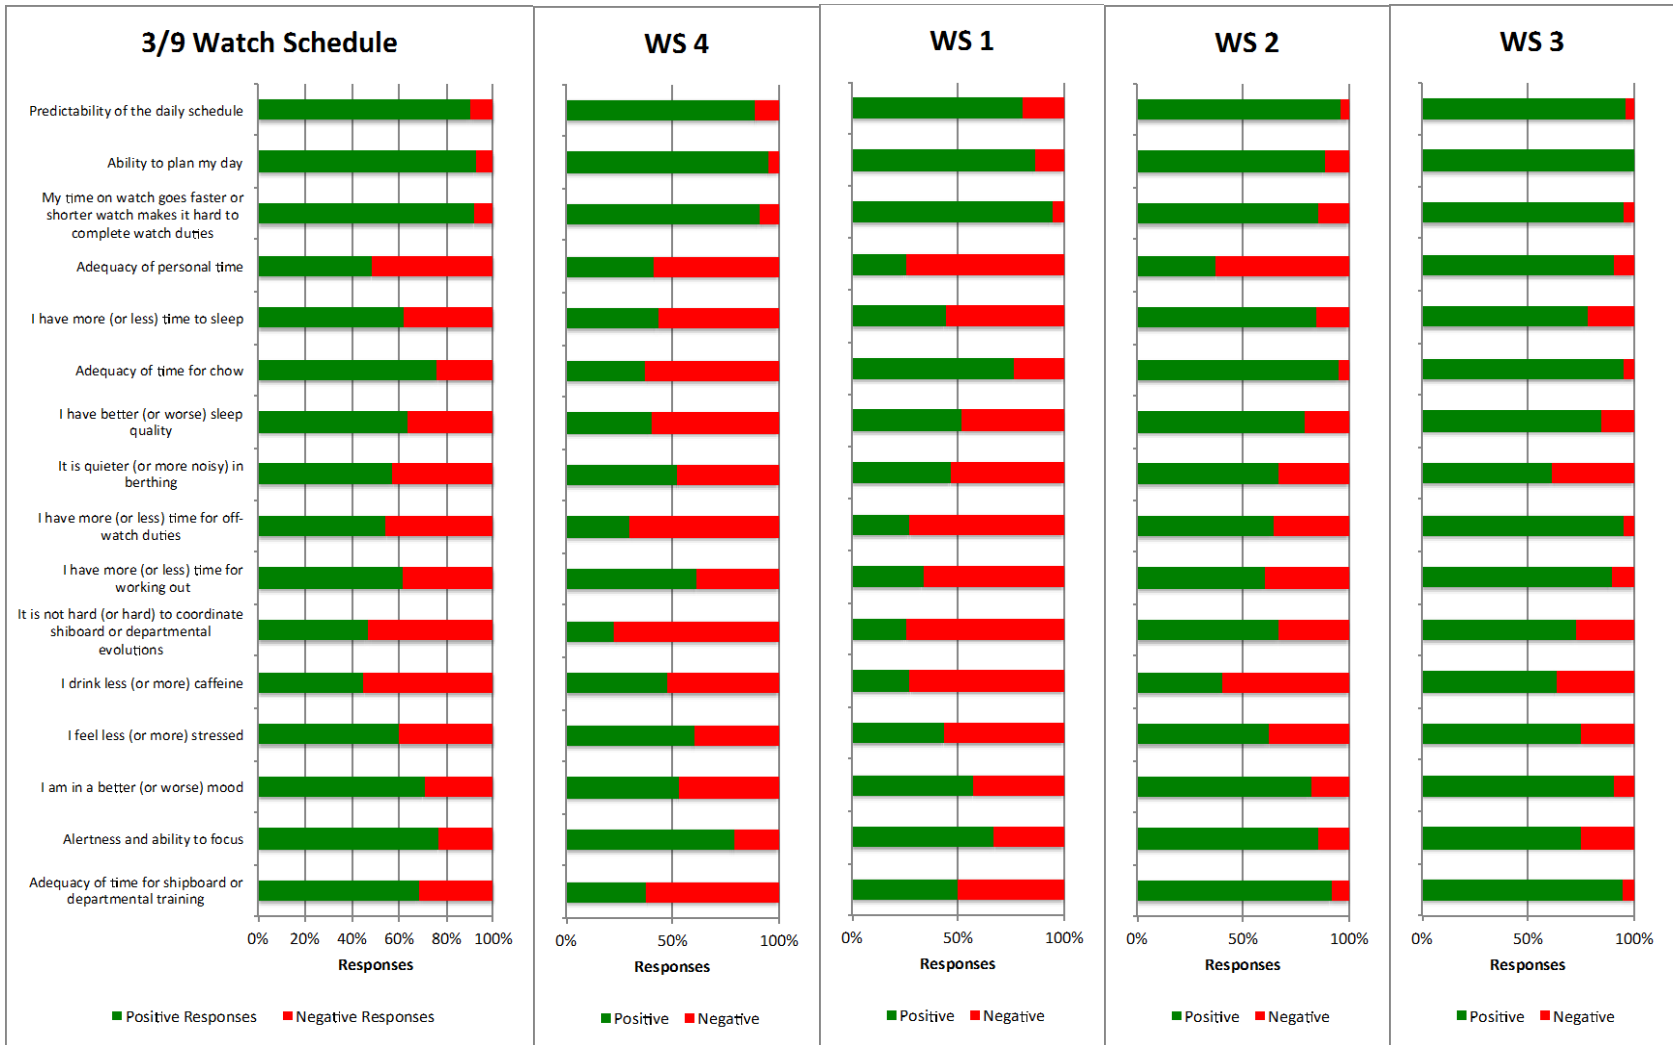 3/9 Watch Schedule
Predictability of the daily schedule
Ability to plan my day
My time on watch goes faster or
shorter watch makes it hard to
complete watch duties
Adequacy of personal time
I have more (or less) time to sleep
Adequacy of time for chow
I have better (or worse) sleep
quality
It is quieter (or more noisy) in
berthing
I have more (or less) time for off-
watch duties
I have more (or less) time for
working out
It is not hard (or hard) to coordinate
shiboard or departmental
evolutions
I drink less (or more) caffeine
I feel less (or more) stressed
I am in a better (or worse) mood
Alertness and ability to focus
Adequacy of time for shipboard or
departmental training
0% 20% 40% 60% 80% 100%
Responses
Positive Responses Negative Responses
WS 4
0% 50% 100%
Responses
Positive Negative
WS 1
0% 50% 100%
Responses
Positive Negative
WS 2
0% 50% 100%
Responses
Positive Negative
WS 3
0% 50% 100%
Responses
Positive Negative